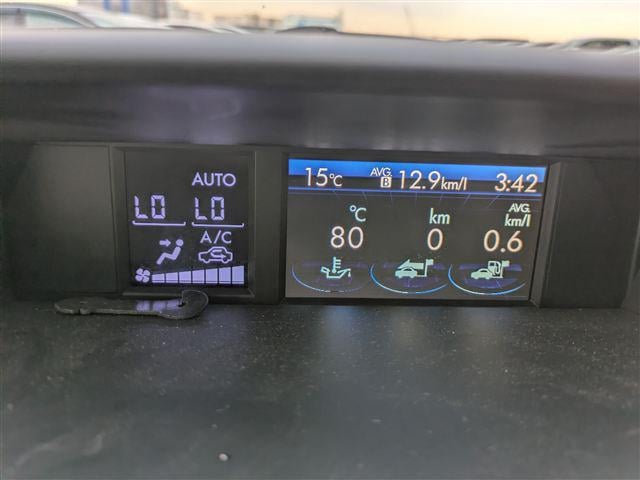 AUTO
LO LO
A/C
15°C AVG. B 12.9km/l 3:42
°C km AVG. km/l
80 0 0.6